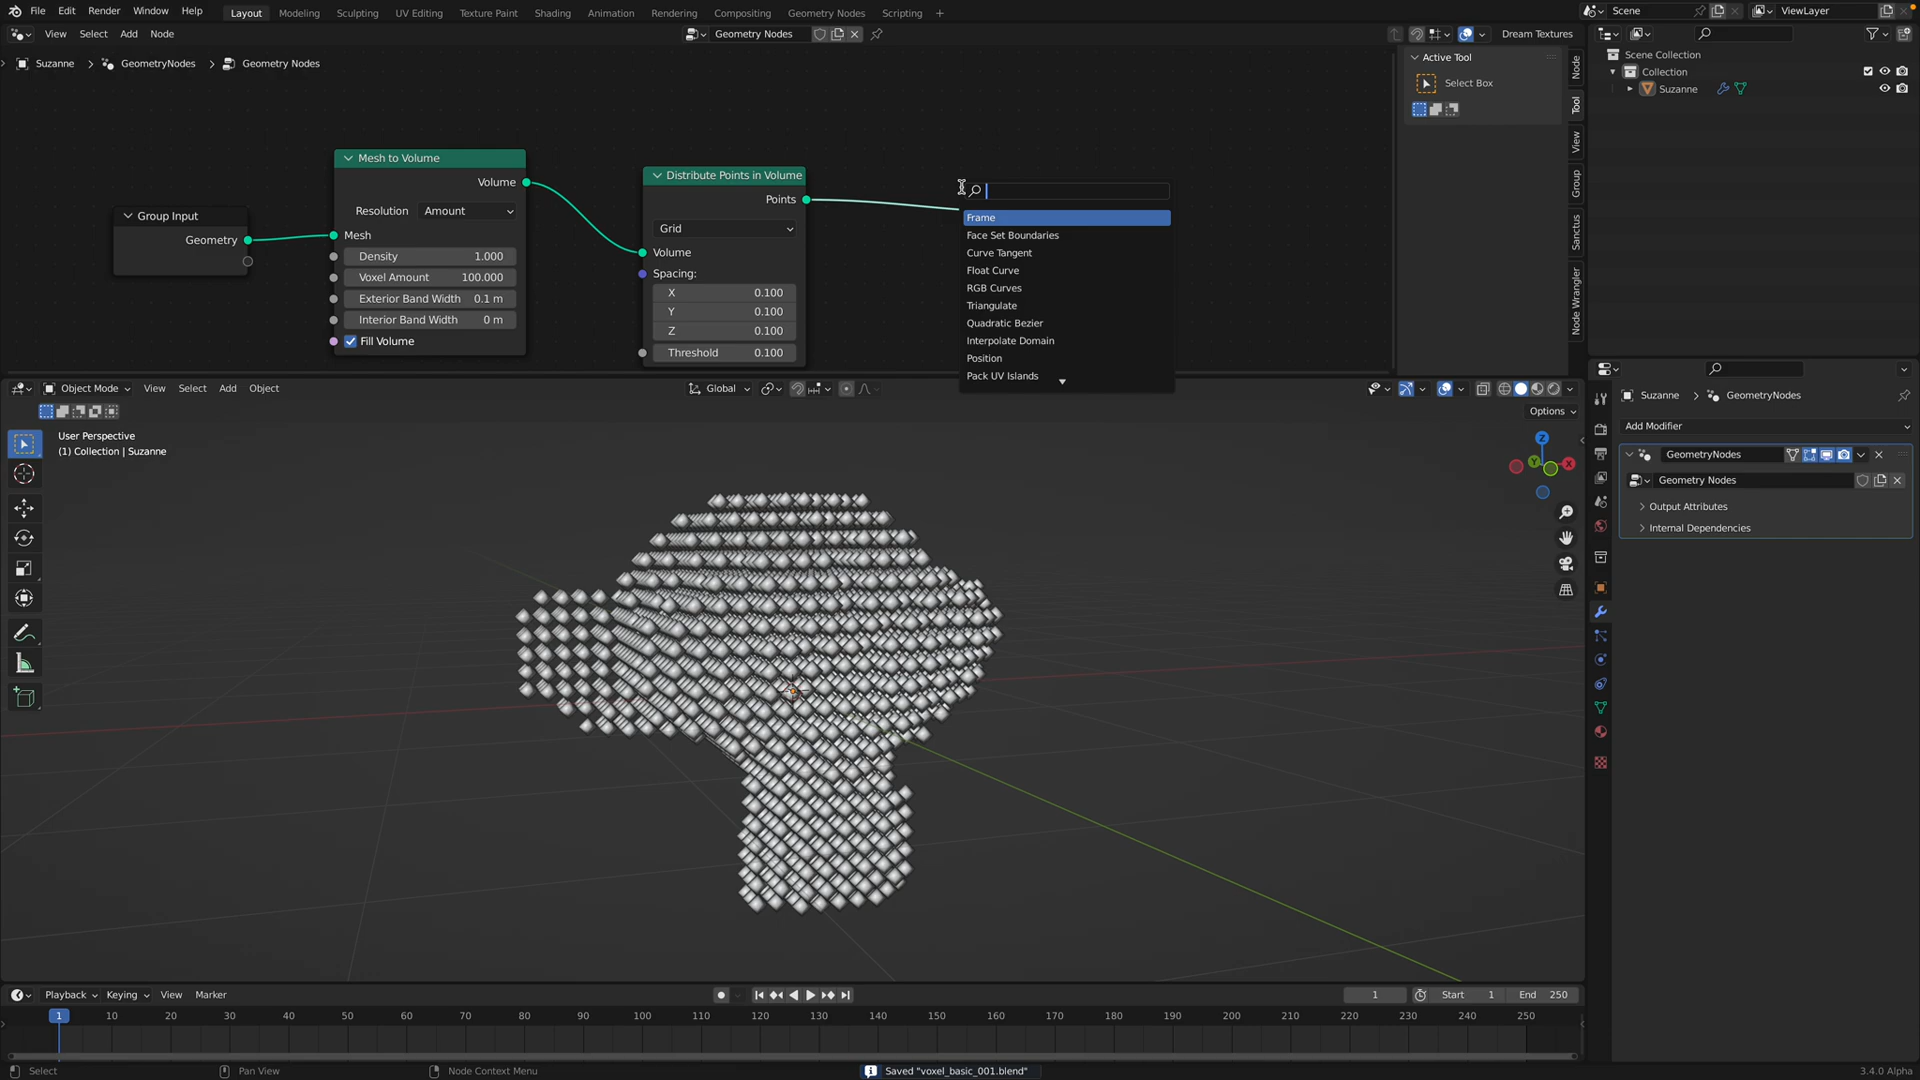 File Edit Render Window Help Layout Modeling Sculpting UV Editing Texture Paint Shading Animation Rendering Compositing Geometry Nodes Scripting + Scene ViewLayer
View Select Add Node Geometry Nodes Dream Textures
Suzanne > GeometryNodes > Geometry Nodes
Active Tool
Select Box
Node
Tool
View
Group
Sanctus
Node Wrangler
Scene Collection
Collection
Suzanne
Group Input
Geometry
Mesh to Volume
Volume
Resolution Amount
Mesh
Density 1.000
Voxel Amount 100.000
Exterior Band Width 0.1 m
Interior Band Width 0 m
Fill Volume
Distribute Points in Volume
Points
Grid
Volume
Spacing:
X 0.100
Y 0.100
Z 0.100
Threshold 0.100
Frame
Face Set Boundaries
Curve Tangent
Float Curve
RGB Curves
Triangulate
Quadratic Bezier
Interpolate Domain
Position
Pack UV Islands
Object Mode View Select Add Object Global
Options
User Perspective
(1) Collection | Suzanne
Z
Y
X
Suzanne > GeometryNodes
Add Modifier
GeometryNodes
Geometry Nodes
Output Attributes
Internal Dependencies
Playback Keying View Marker 1 Start 1 End 250
1 10 20 30 40 50 60 70 80 90 100 110 120 130 140 150 160 170 180 190 200 210 220 230 240 250
Select Pan View Node Context Menu Saved "voxel_basic_001.blend" 3.4.0 Alpha